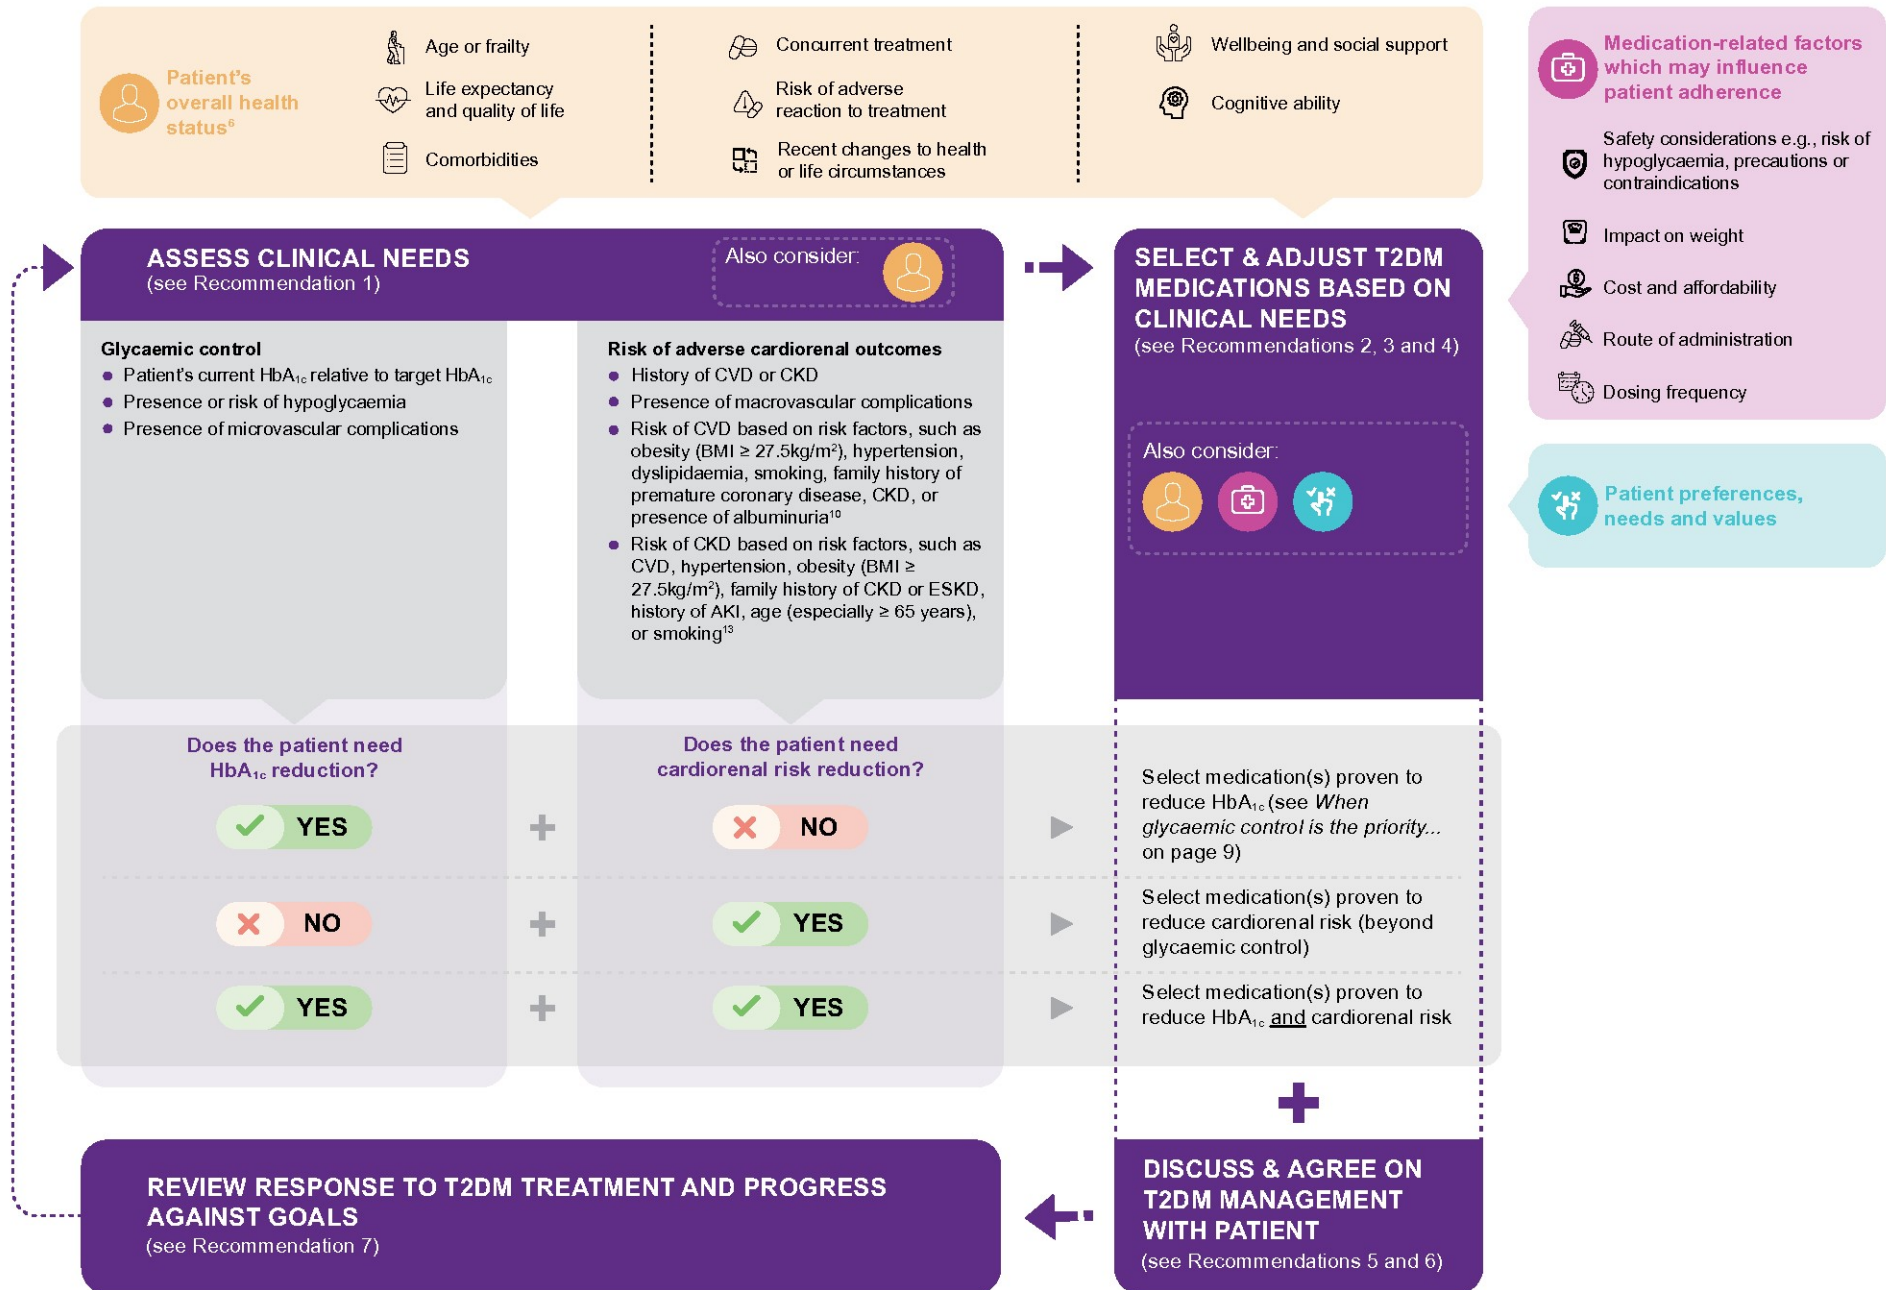 Patient's
overall health
status⁶
Age or frailty
Life expectancy
and quality of life
Comorbidities
Concurrent treatment
Risk of adverse
reaction to treatment
Recent changes to health
or life circumstances
Wellbeing and social support
Cognitive ability
Medication-related factors
which may influence
patient adherence
Safety considerations e.g., risk of
hypoglycaemia, precautions or
contraindications
Impact on weight
Cost and affordability
Route of administration
Dosing frequency
Patient preferences,
needs and values
ASSESS CLINICAL NEEDS
(see Recommendation 1)
Also consider:
Glycaemic control
• Patient's current HbA₁c relative to target HbA₁c
• Presence or risk of hypoglycaemia
• Presence of microvascular complications
Risk of adverse cardiorenal outcomes
• History of CVD or CKD
• Presence of macrovascular complications
• Risk of CVD based on risk factors, such as
obesity (BMI ≥ 27.5kg/m²), hypertension,
dyslipidaemia, smoking, family history of
premature coronary disease, CKD, or
presence of albuminuria¹⁰
• Risk of CKD based on risk factors, such as
CVD, hypertension, obesity (BMI ≥
27.5kg/m²), family history of CKD or ESKD,
history of AKI, age (especially ≥ 65 years),
or smoking¹³
SELECT & ADJUST T2DM
MEDICATIONS BASED ON
CLINICAL NEEDS
(see Recommendations 2, 3 and 4)
Also consider:
Does the patient need
HbA₁c reduction?
Does the patient need
cardiorenal risk reduction?
YES
NO
Select medication(s) proven to
reduce HbA₁c (see When
glycaemic control is the priority...
on page 9)
NO
YES
Select medication(s) proven to
reduce cardiorenal risk (beyond
glycaemic control)
YES
YES
Select medication(s) proven to
reduce HbA₁c and cardiorenal risk
DISCUSS & AGREE ON
T2DM MANAGEMENT
WITH PATIENT
(see Recommendations 5 and 6)
REVIEW RESPONSE TO T2DM TREATMENT AND PROGRESS
AGAINST GOALS
(see Recommendation 7)